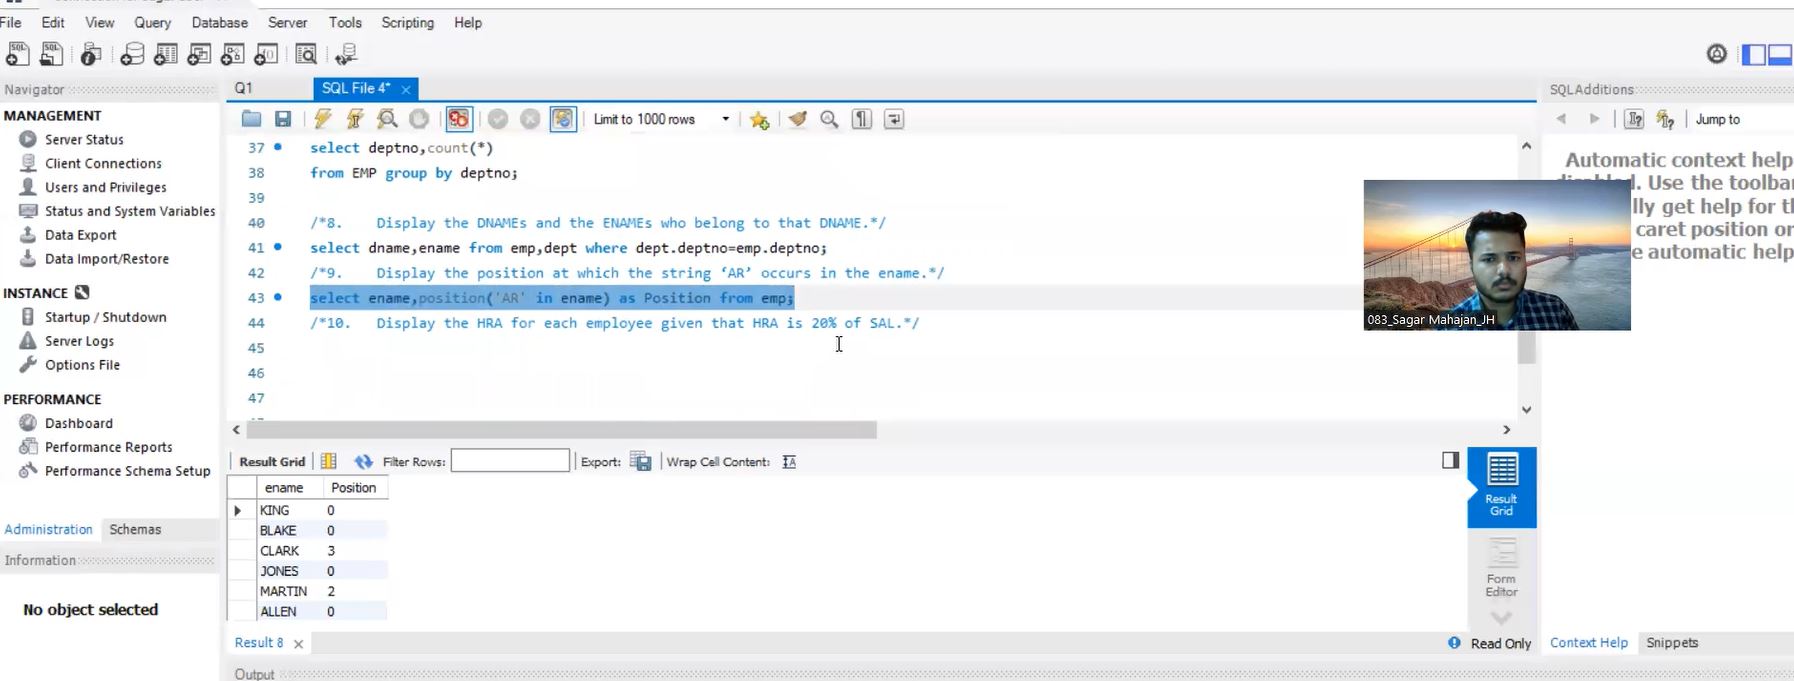 File Edit View Query Database Server Tools Scripting Help
Navigator
MANAGEMENT
Server Status
Client Connections
Users and Privileges
Status and System Variables
Data Export
Data Import/Restore
INSTANCE
Startup / Shutdown
Server Logs
Options File
PERFORMANCE
Dashboard
Performance Reports
Performance Schema Setup
Administration Schemas
Information
No object selected
Q1 SQL File 4* ×
Limit to 1000 rows
37 select deptno,count(*)
38 from EMP group by deptno;
39
40 /*8. Display the DNAMEs and the ENAMEs who belong to that DNAME.*/
41 select dname,ename from emp,dept where dept.deptno=emp.deptno;
42 /*9. Display the position at which the string ‘AR’ occurs in the ename.*/
43 select ename,position('AR' in ename) as Position from emp;
44 /*10. Display the HRA for each employee given that HRA is 20% of SAL.*/
45
46
47
Result Grid Filter Rows: Export: Wrap Cell Content:
ename Position
KING 0
BLAKE 0
CLARK 3
JONES 0
MARTIN 2
ALLEN 0
Result 8 ×
Output
Result
Grid
Form
Editor
Read Only
SQLAdditions
Jump to
Automatic context help
Use the toolba
get help for t
caret position or
automatic help
083_Sagar Mahajan_JH
Context Help Snippets